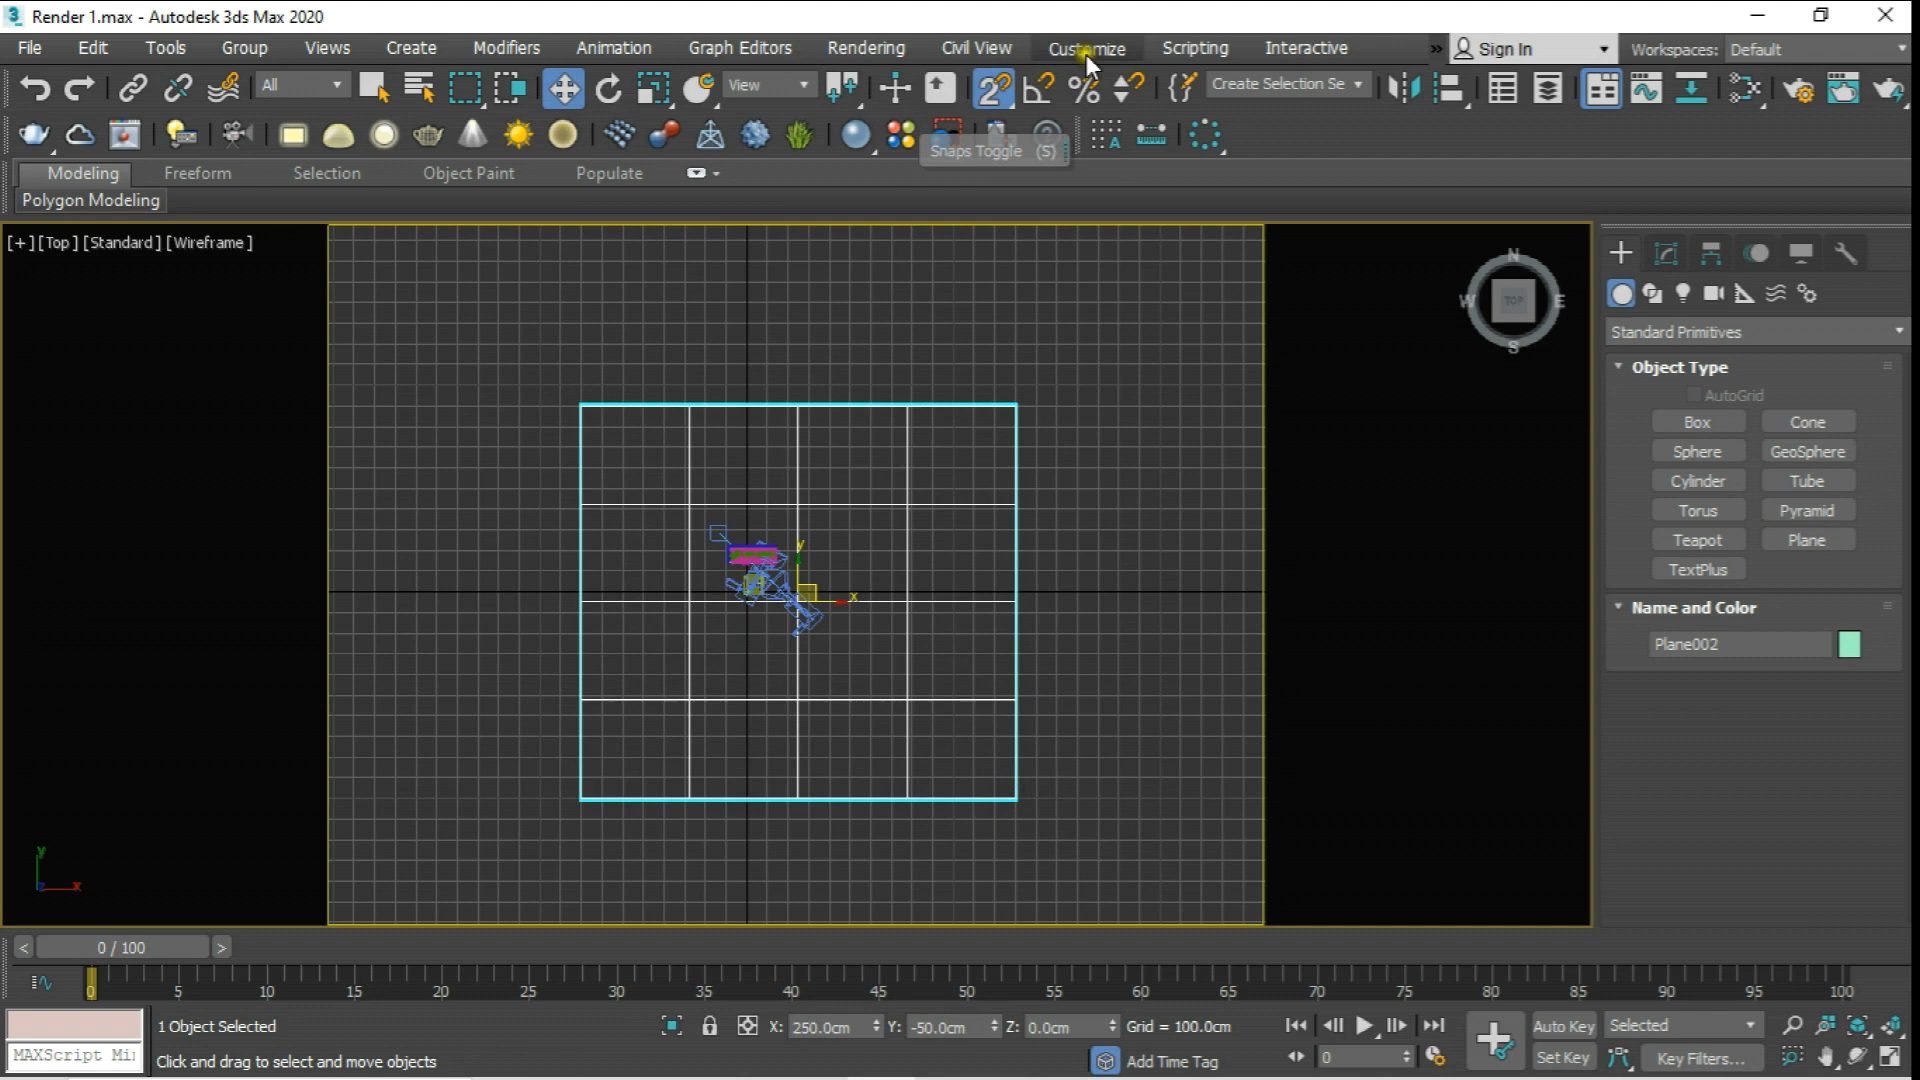 Render 1.max - Autodesk 3ds Max 2020
File Edit Tools Group Views Create Modifiers Animation Graph Editors Rendering Civil View Customize Scripting Interactive » Sign In Workspaces: Default
All View Create Selection Se
Snaps Toggle (S)
Modeling Freeform Selection Object Paint Populate
Polygon Modeling
[+] [Top] [Standard] [Wireframe]
N
W TOP E
S
Standard Primitives
Object Type
AutoGrid
Box Cone
Sphere GeoSphere
Cylinder Tube
Torus Pyramid
Teapot Plane
TextPlus
Name and Color
Plane002
y
x
y
x
< 0 / 100 >
0 5 10 15 20 25 30 35 40 45 50 55 60 65 70 75 80 85 90 95 100
1 Object Selected X: 250.0cm Y: -50.0cm Z: 0.0cm Grid = 100.0cm Auto Key Selected
MAXScript Mi Click and drag to select and move objects Add Time Tag 0 Set Key Key Filters...